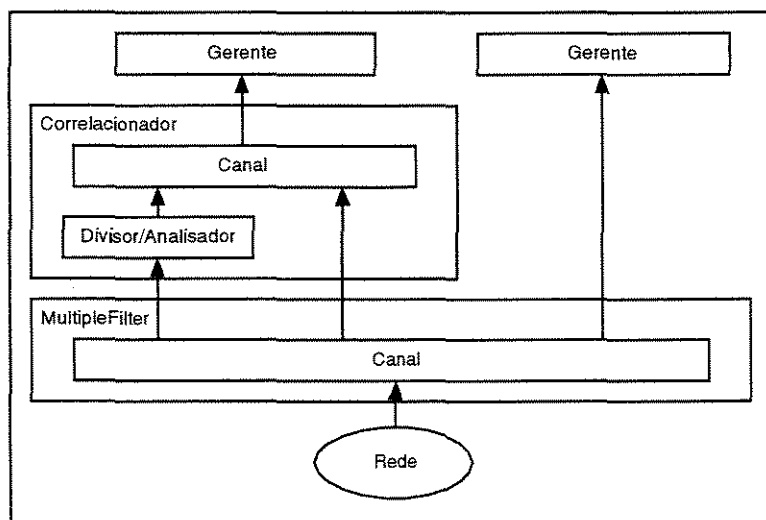 Gerente
Gerente
Correlacionador
Canal
Divisor/Analisador
MultipleFilter
Canal
Rede